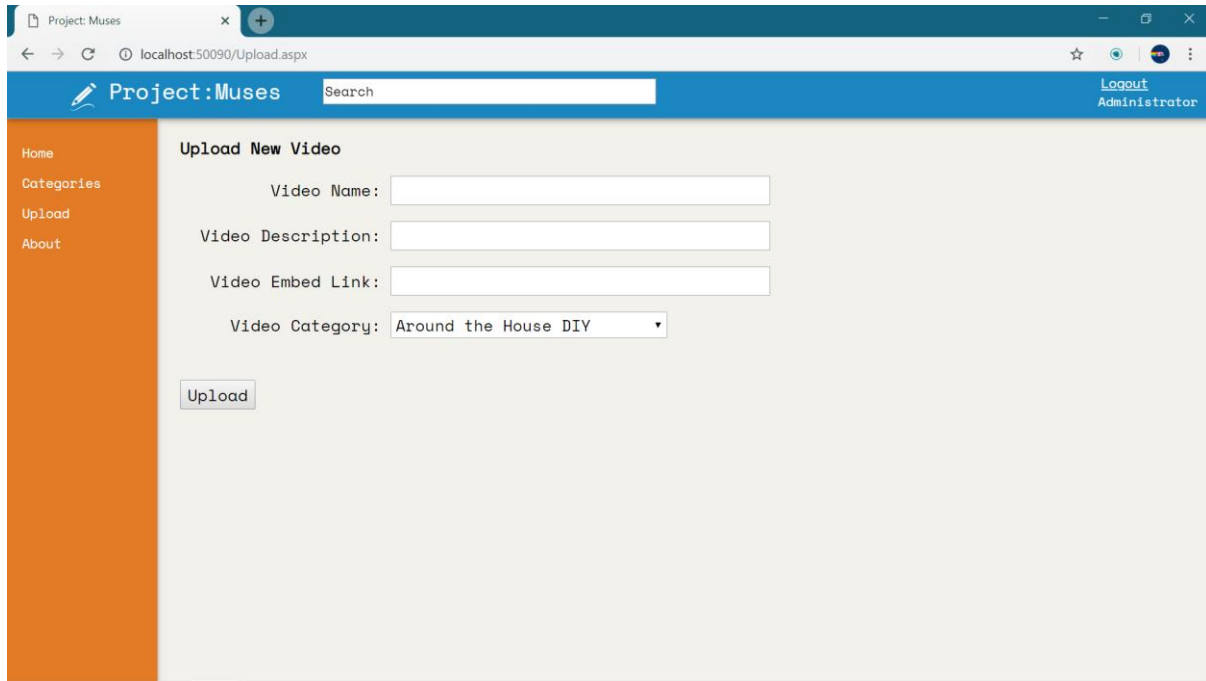 Project: Muses
localhost:50090/Upload.aspx
Project:Muses
Search
Logout
Administrator
Home
Categories
Upload
About
Upload New Video
Video Name:
Video Description:
Video Embed Link:
Video Category: Around the House DIY
Upload